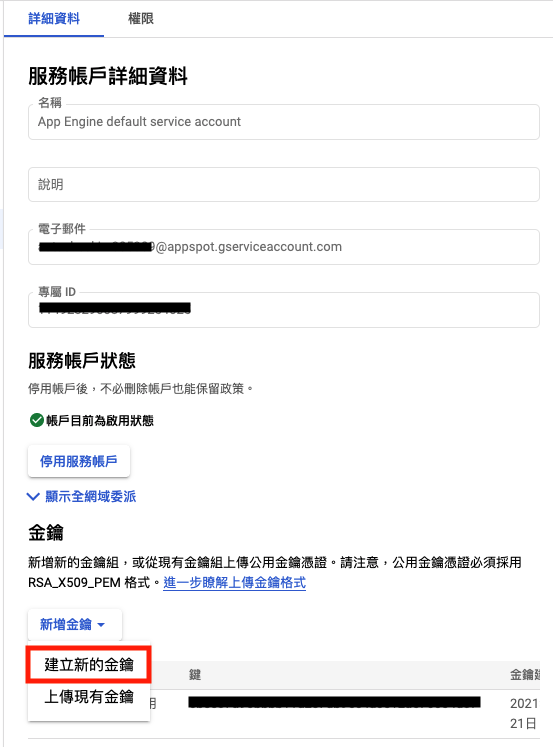 詳細資料
權限
服務帳戶詳細資料
名稱
App Engine default service account
說明
電子郵件
9@appspot.gserviceaccount.com
專屬 ID
服務帳戶狀態
停用帳戶後，不必刪除帳戶也能保留政策。
帳戶目前為啟用狀態
停用服務帳戶
顯示全網域委派
金鑰
新增新的金鑰組，或從現有金鑰組上傳公用金鑰憑證。請注意，公用金鑰憑證必須採用
RSA_X509_PEM 格式。進一步瞭解上傳金鑰格式
新增金鑰
建立新的金鑰
鍵
上傳現有金鑰
用
2021
21日